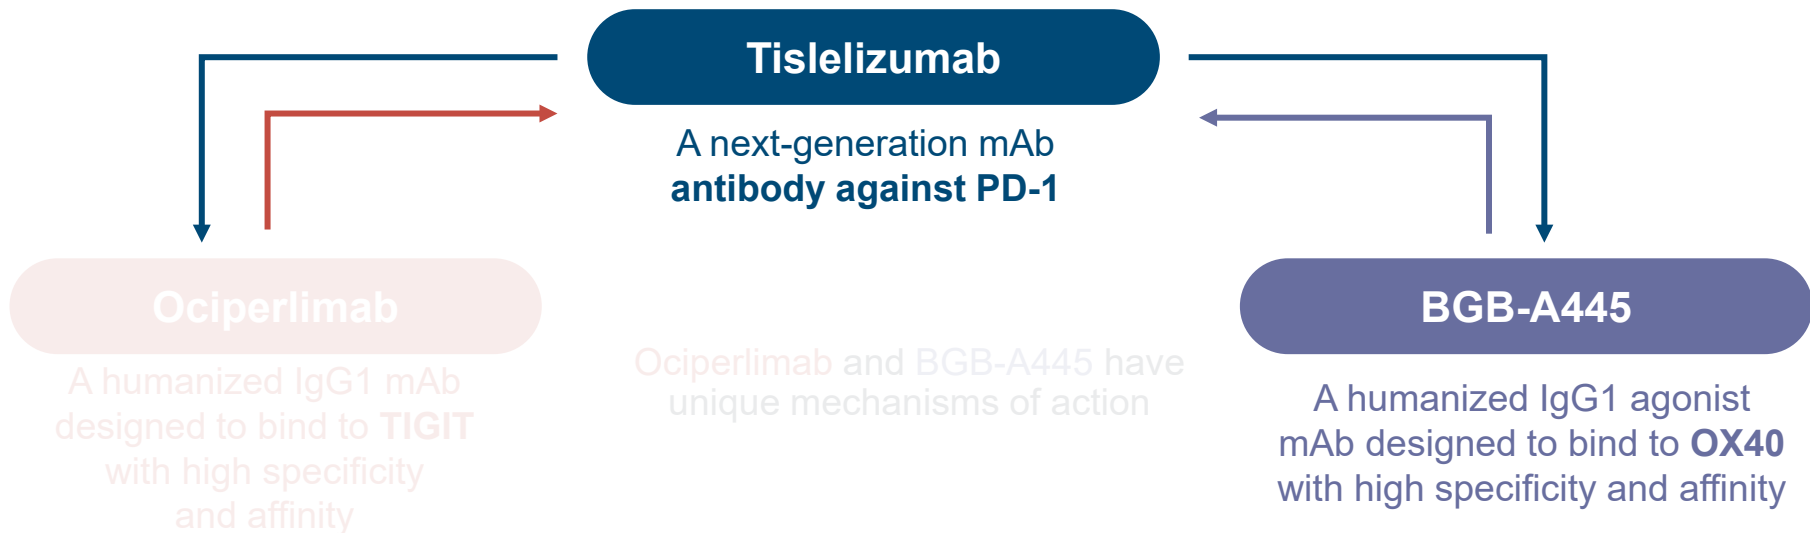 Tislelizumab
A next-generation mAb
antibody against PD-1
Ociperlimab
A humanized IgG1 mAb
designed to bind to TIGIT
with high specificity
and affinity
Ociperlimab and BGB-A445 have
unique mechanisms of action
BGB-A445
A humanized IgG1 agonist
mAb designed to bind to OX40
with high specificity and affinity